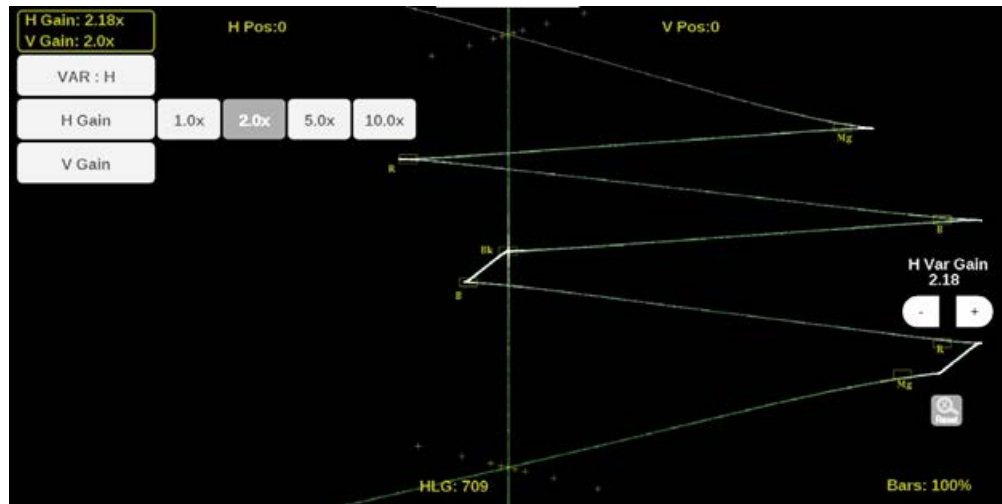 H Gain: 2.18x
V Gain: 2.0x
H Pos:0
V Pos:0
VAR : H
H Gain
1.0x
2.0x
5.0x
10.0x
V Gain
Mg
R
B
Bk
B
H Var Gain
2.18
-
+
R
Mg
Reset
HLG: 709
Bars: 100%